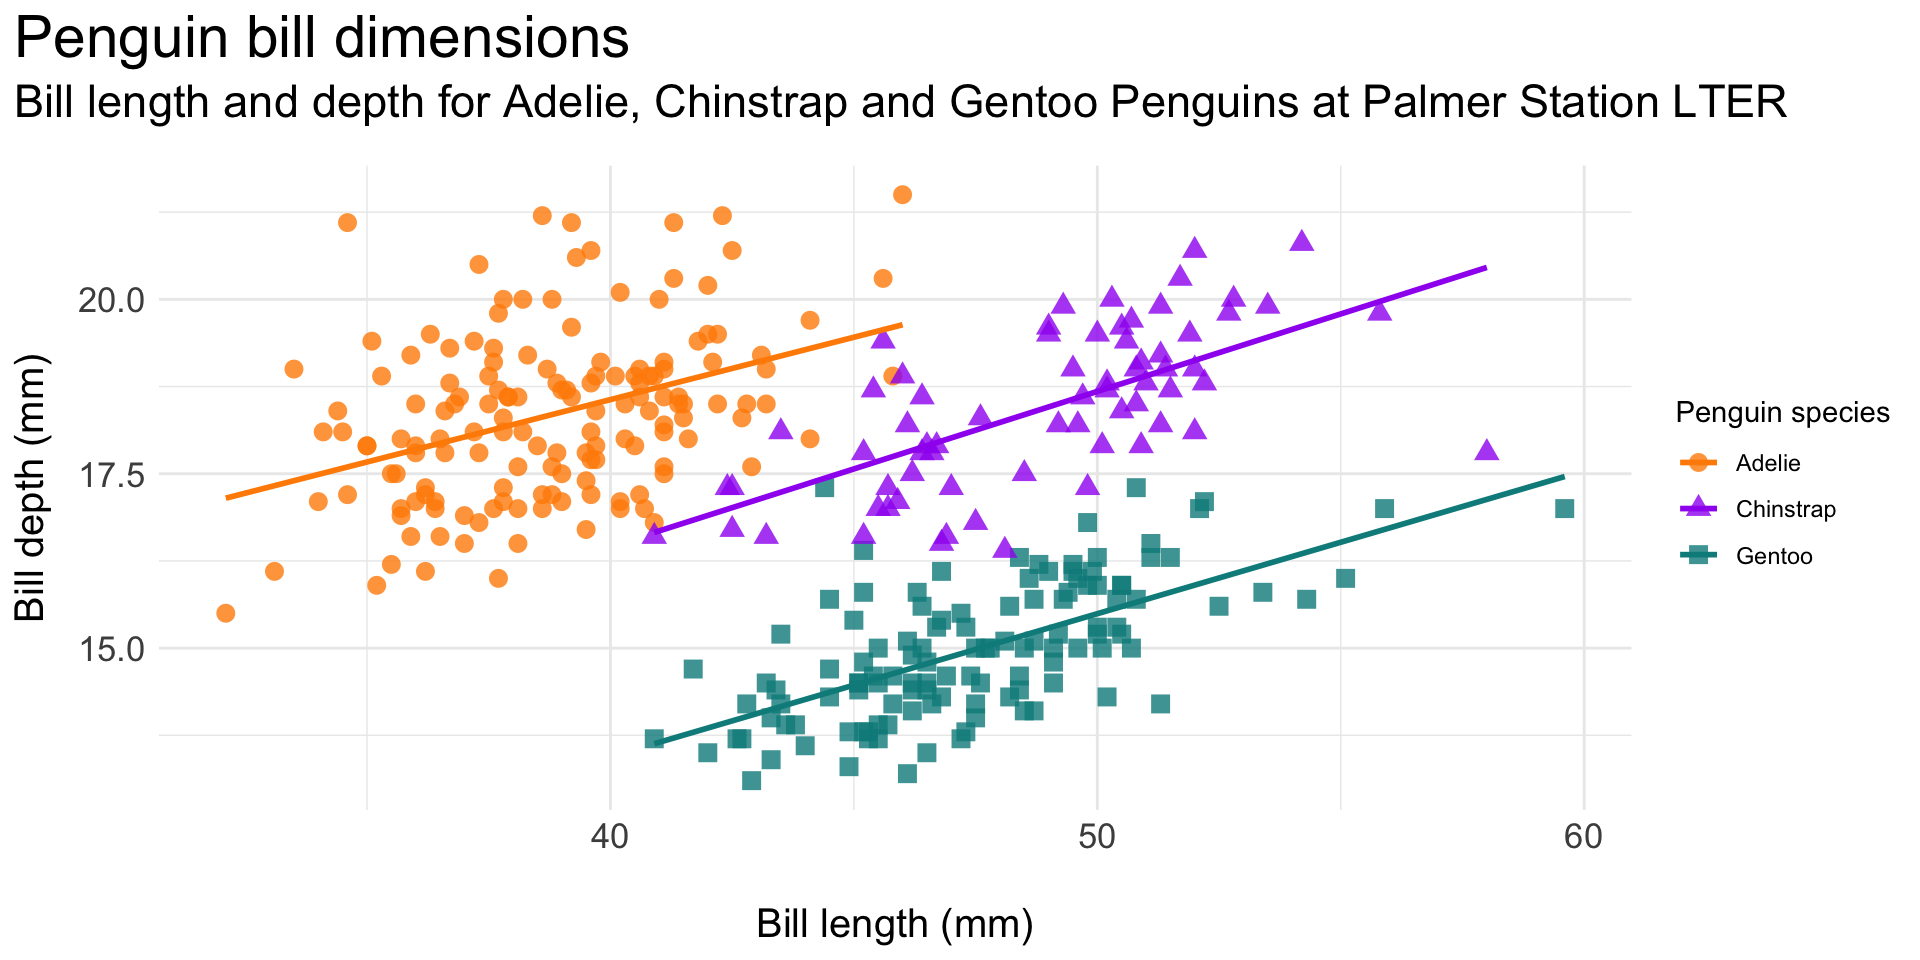 Penguin bill dimensions
Bill length and depth for Adelie, Chinstrap and Gentoo Penguins at Palmer Station LTER
Bill depth (mm)
20.0
17.5
15.0
40 50 60
Bill length (mm)
Penguin species
Adelie
Chinstrap
Gentoo